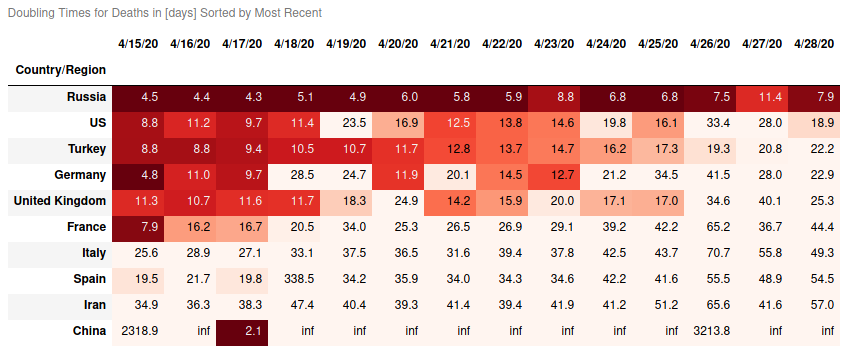 Doubling Times for Deaths in [days] Sorted by Most Recent
4/15/20 4/16/20 4/17/20 4/18/20 4/19/20 4/20/20 4/21/20 4/22/20 4/23/20 4/24/20 4/25/20 4/26/20 4/27/20 4/28/20
Country/Region
Russia 4.5 4.4 4.3 5.1 4.9 6.0 5.8 5.9 8.8 6.8 6.8 7.5 11.4 7.9
US 8.8 11.2 9.7 11.4 23.5 16.9 12.5 13.8 14.6 19.8 16.1 33.4 28.0 18.9
Turkey 8.8 8.8 9.4 10.5 10.7 11.7 12.8 13.7 14.7 16.2 17.3 19.3 20.8 22.2
Germany 4.8 11.0 9.7 28.5 24.7 11.9 20.1 14.5 12.7 21.2 34.5 41.5 28.0 22.9
United Kingdom 11.3 10.7 11.6 11.7 18.3 24.9 14.2 15.9 20.0 17.1 17.0 34.6 40.1 25.3
France 7.9 16.2 16.7 20.5 34.0 25.3 26.5 26.9 29.1 39.2 42.2 65.2 36.7 44.4
Italy 25.6 28.9 27.1 33.1 37.5 36.5 31.6 39.4 37.8 42.5 43.7 70.7 55.8 49.3
Spain 19.5 21.7 19.8 338.5 34.2 35.9 34.0 34.3 34.6 42.2 41.6 55.5 48.9 54.5
Iran 34.9 36.3 38.3 47.4 40.4 39.3 41.4 39.4 41.9 41.2 51.2 65.6 41.6 57.0
China 2318.9 inf 2.1 inf inf inf inf inf inf inf inf 3213.8 inf inf